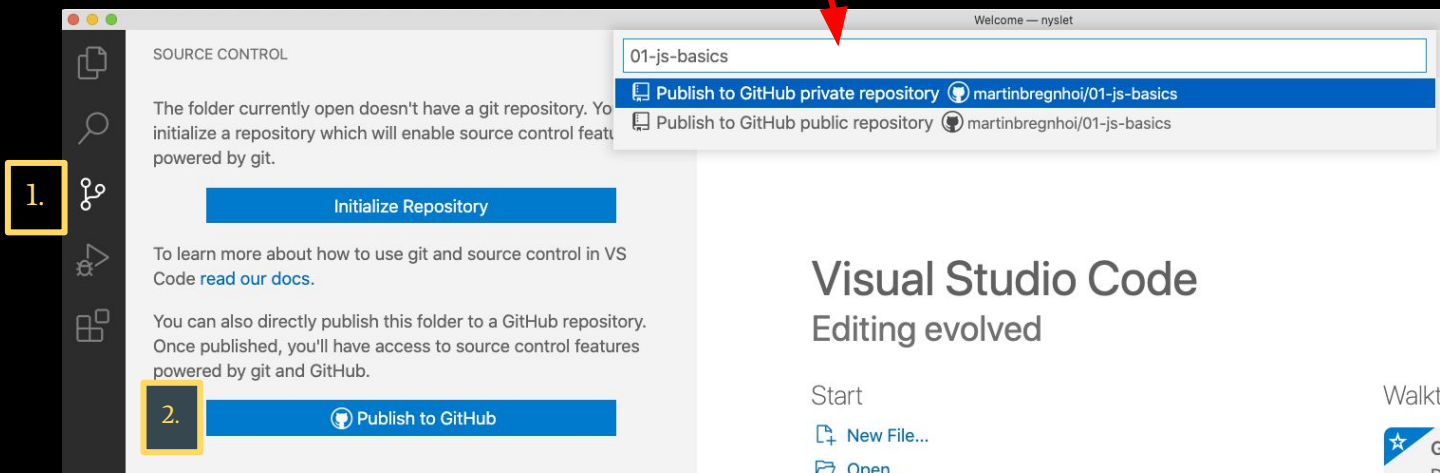 Welcome — nyslet
SOURCE CONTROL
01-js-basics
Publish to GitHub private repository martinbregnhoi/01-js-basics
Publish to GitHub public repository martinbregnhoi/01-js-basics
The folder currently open doesn't have a git repository. Yo
initialize a repository which will enable source control featu
powered by git.
1.
Initialize Repository
To learn more about how to use git and source control in VS
Code read our docs.
You can also directly publish this folder to a GitHub repository.
Once published, you'll have access to source control features
powered by git and GitHub.
2.
Publish to GitHub
Visual Studio Code
Editing evolved
Start
New File...
Open
Walkt
G